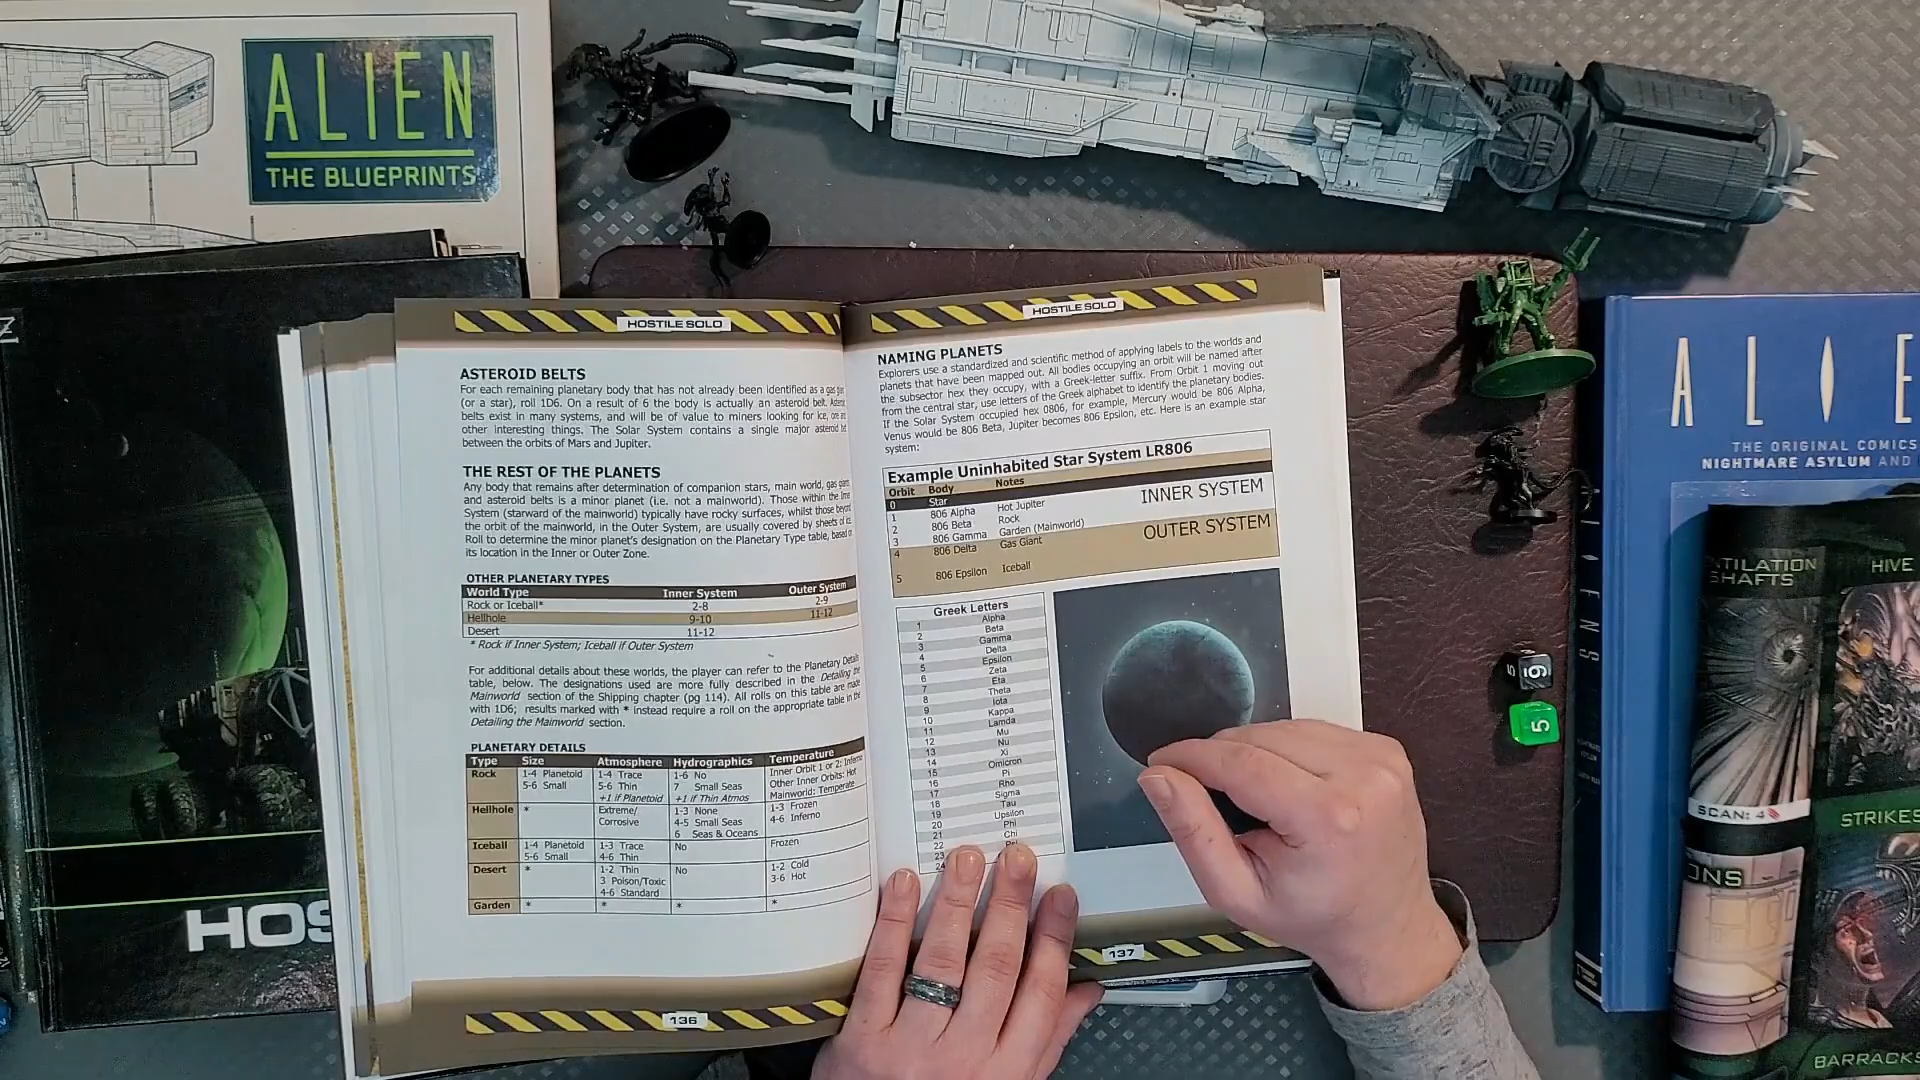 ALIEN
THE BLUEPRINTS
HOSTILE SOLO
ASTEROID BELTS
For each remaining planetary body that has not already been identified as a gas
(or a star), roll 1D6. On a result of 6 the body is actually an asteroid belt.
belts exist in many systems, and will be of value to miners looking for ice, ore
other interesting things. The Solar System contains a single major asteroid
between the orbits of Mars and Jupiter.
THE REST OF THE PLANETS
Any body that remains after determination of companion stars, main world, gas
and asteroid belts is a minor planet (i.e. not a mainworld). Those within the
System (starward of the mainworld) typically have rocky surfaces, whilst those
the orbit of the mainworld, in the Outer System, are usually covered by sheets of
Roll to determine the minor planet's designation on the Planetary Type table,
its location in the Inner or Outer Zone.
OTHER PLANETARY TYPES
World Type Inner System Outer System
Rock or Iceball* 2-8 2-9
Hellhole 9-10 11-12
Desert 11-12
* Rock if Inner System; Iceball if Outer System
For additional details about these worlds, the player can refer to the Planetary
table, below. The designations used are more fully described in the Detailing the
Mainworld section of the Shipping chapter (pg 114). All rolls on this table are made
with 1D6; results marked with * instead require a roll on the appropriate table in the
Detailing the Mainworld section.
PLANETARY DETAILS
Type Size Atmosphere Hydrographics Temperature
Rock 1-4 Planetoid 1-4 Trace 1-6 No Inner Orbit 1 or 2: Inferno
5-6 Small 5-6 Thin 7 Small Seas Other Inner Orbits: Hot
+1 if Planetoid +1 if Thin Atmos Mainworld: Temperate
Hellhole * Extreme/ 1-3 None 1-3 Frozen
Corrosive 4-5 Small Seas 4-6 Inferno
6 Seas & Oceans
Iceball 1-4 Planetoid 1-3 Trace No Frozen
5-6 Small 4-6 Thin
Desert * 1-2 Thin No 1-2 Cold
3 Poison/Toxic 3-6 Hot
4-6 Standard
Garden * * * *
136
HOSTILE SOLO
NAMING PLANETS
Explorers use a standardized and scientific method of applying labels to the worlds and
planets that have been mapped out. All bodies occupying an orbit will be named after
the subsector hex they occupy, with a Greek-letter suffix. From Orbit 1 moving out
from the central star, use letters of the Greek alphabet to identify the planetary bodies.
If the Solar System occupied hex 0806, for example, Mercury would be 806 Alpha,
Venus would be 806 Beta, Jupiter becomes 806 Epsilon, etc. Here is an example star
system:
Example Uninhabited Star System LR806
Orbit Body Notes
0 Star INNER SYSTEM
1 806 Alpha Hot Jupiter
2 806 Beta Rock
3 806 Gamma Garden (Mainworld)
4 806 Delta Gas Giant OUTER SYSTEM
5 806 Epsilon Iceball
Greek Letters
1 Alpha
2 Beta
3 Gamma
4 Delta
5 Epsilon
6 Zeta
7 Eta
8 Theta
9 Iota
10 Kappa
11 Lamda
12 Mu
13 Nu
14 Xi
15 Omicron
16 Pi
17 Rho
18 Sigma
19 Tau
20 Upsilon
21 Phi
22 Chi
23 Psi
24
137
HOS
5
9
5
ALIE
THE ORIGINAL COMICS
NIGHTMARE ASYLUM AND
SHAFTS
HIVE
SCAN: 4
STRIKES
ONS
BARRACKS